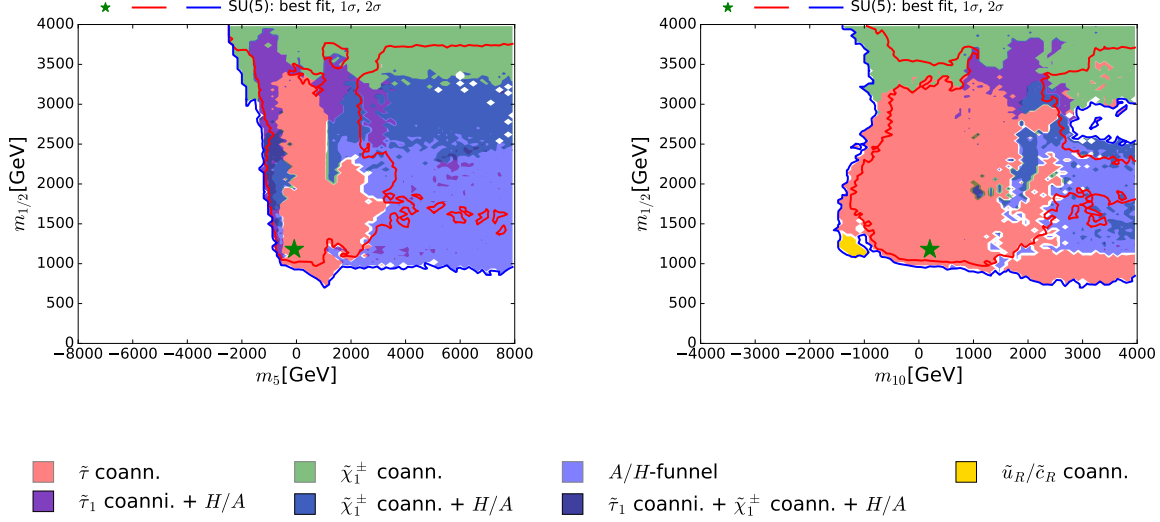 SU(5): best fit, 1σ, 2σ
4000
3500
3000
2500
2000
1500
1000
500
0
m₁/₂[GeV]
−8000 −6000 −4000 −2000 0 2000 4000 6000 8000
m₅[GeV]
SU(5): best fit, 1σ, 2σ
4000
3500
3000
2500
2000
1500
1000
500
0
m₁/₂[GeV]
−4000 −3000 −2000 −1000 0 1000 2000 3000 4000
m₁₀[GeV]
τ̃ coann. χ̃₁± coann. A/H-funnel ũ_R/c̃_R coann.
τ̃₁ coanni. + H/A χ̃₁± coann. + H/A τ̃₁ coanni. + χ̃₁± coann. + H/A